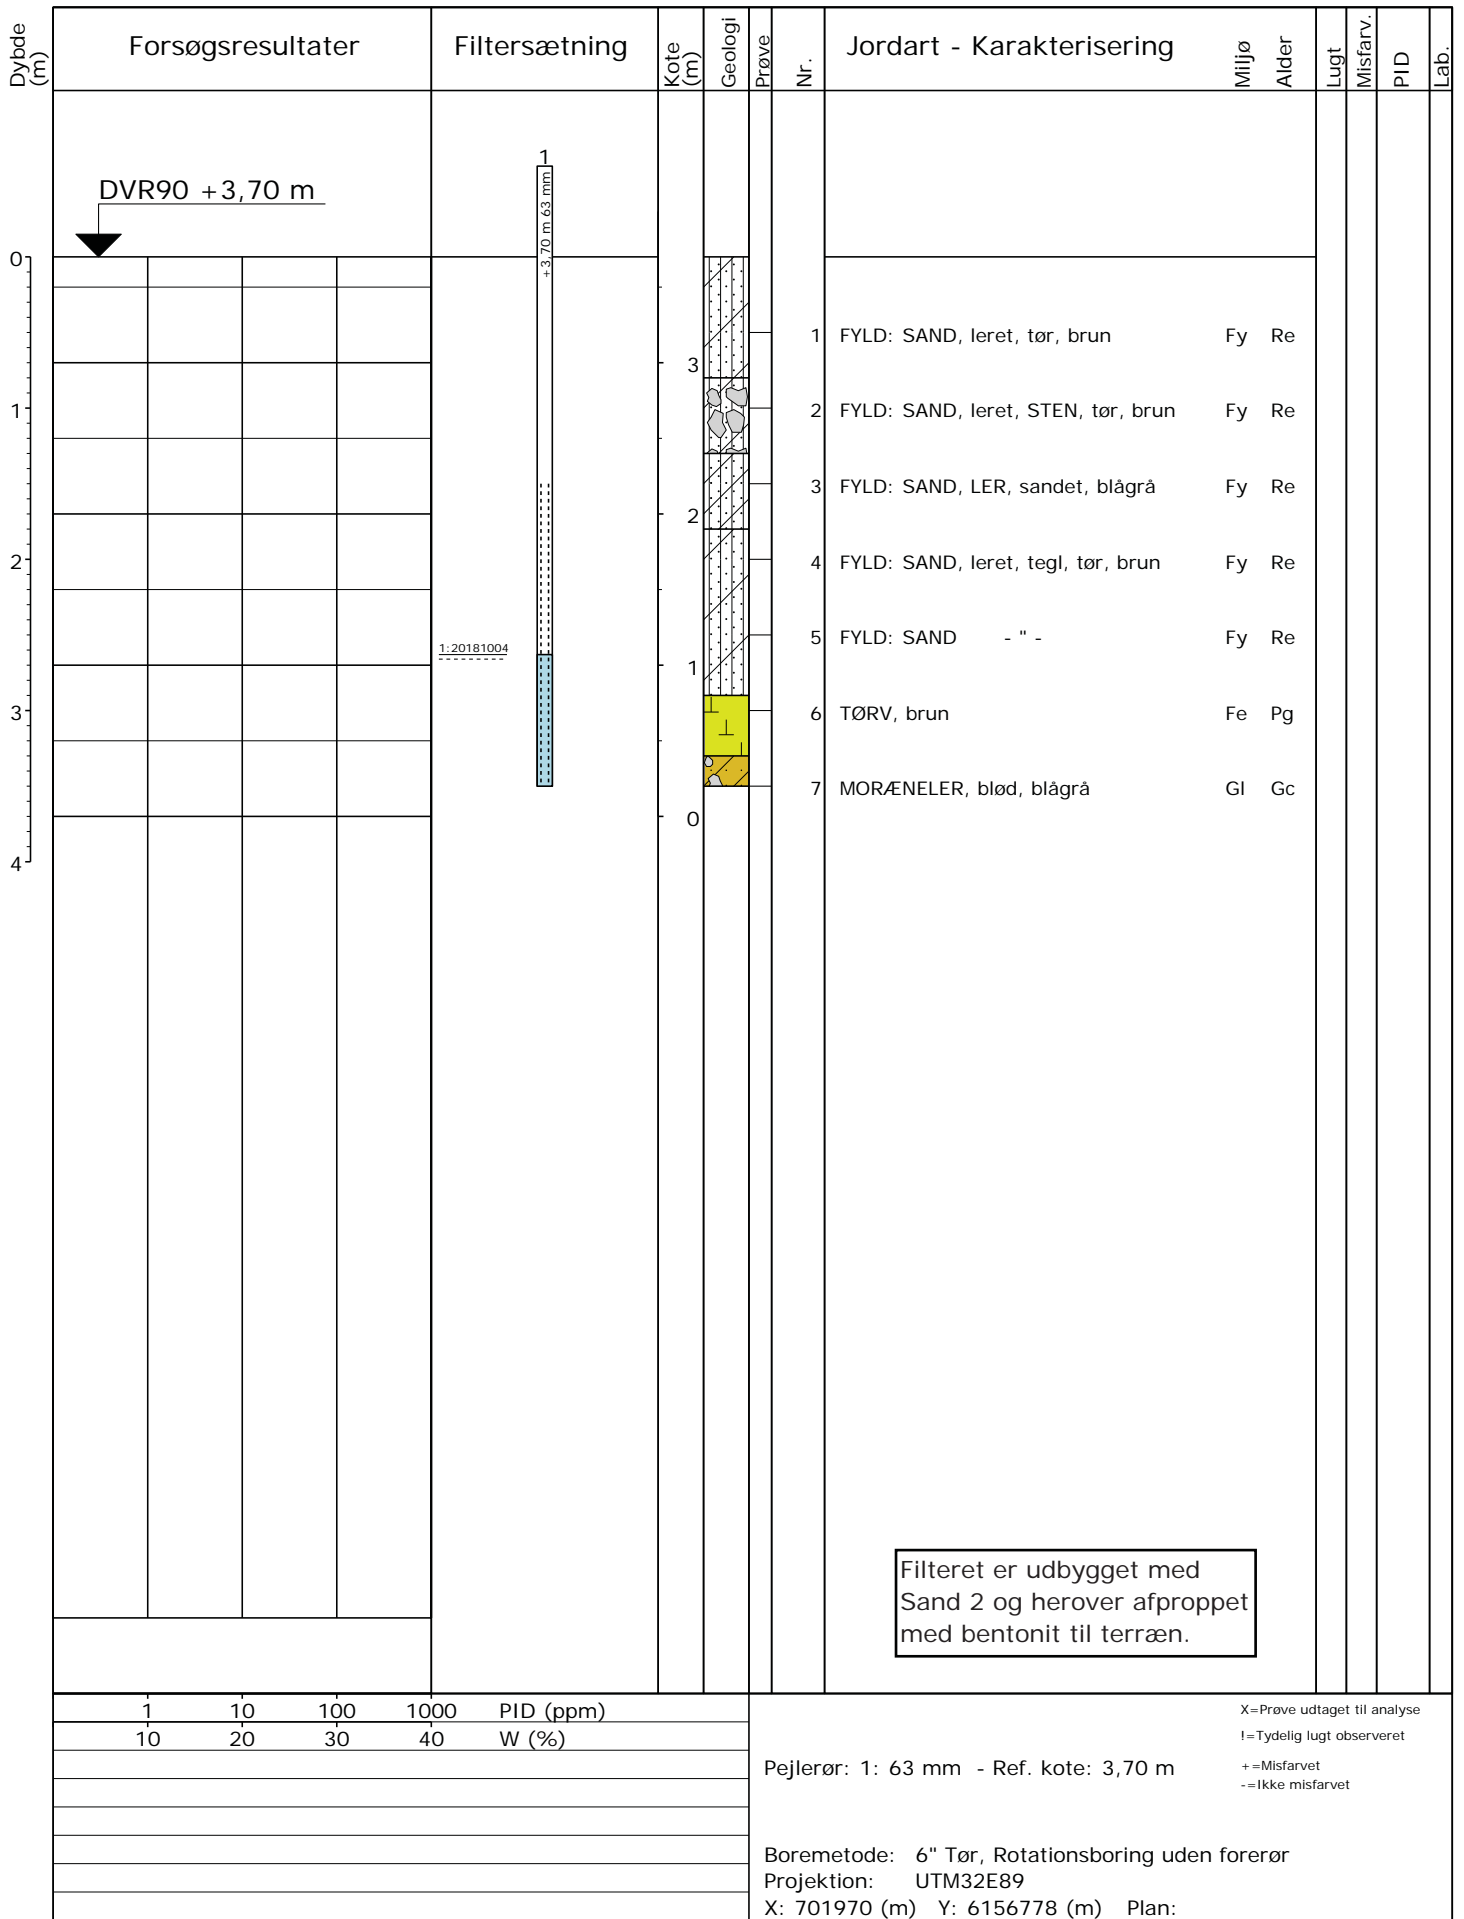 Dybde (m)
Forsøgsresultater
Filtersætning
Kote (m)
Geologi
Prøve
Nr.
Jordart - Karakterisering
Miljø
Alder
Lugt
Misfarv.
PID
Lab.
DVR90 +3,70 m
1
+3,70 m 63 mm
0
1
2
3
4
1:20181004
3
2
1
0
1 FYLD: SAND, leret, tør, brun Fy Re
2 FYLD: SAND, leret, STEN, tør, brun Fy Re
3 FYLD: SAND, LER, sandet, blågrå Fy Re
4 FYLD: SAND, leret, tegl, tør, brun Fy Re
5 FYLD: SAND - " - Fy Re
6 TØRV, brun Fe Pg
7 MORÆNELER, blød, blågrå Gl Gc
Filteret er udbygget med
Sand 2 og herover afproppet
med bentonit til terræn.
1 10 100 1000 PID (ppm)
10 20 30 40 W (%)
X=Prøve udtaget til analyse
!=Tydelig lugt observeret
+=Misfarvet
-=Ikke misfarvet
Pejlerør: 1: 63 mm - Ref. kote: 3,70 m
Boremetode: 6" Tør, Rotationsboring uden forerør
Projektion: UTM32E89
X: 701970 (m) Y: 6156778 (m) Plan: